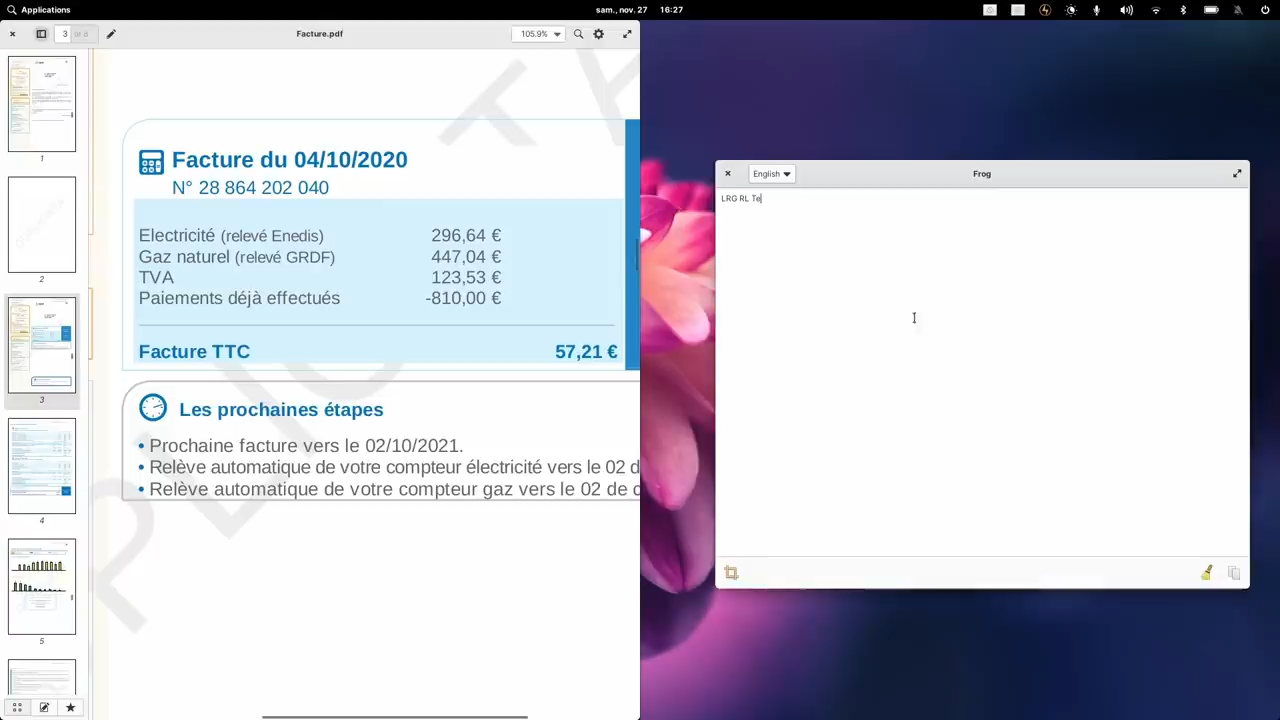 Applications
sam., nov. 27 16:27
3 of 8
Facture.pdf
105.9%
Facture du 04/10/2020
N° 28 864 202 040
Electricité (relevé Enedis) 296,64 €
Gaz naturel (relevé GRDF) 447,04 €
TVA 123,53 €
Paiements déjà effectués -810,00 €
Facture TTC 57,21 €
Les prochaines étapes
• Prochaine facture vers le 02/10/2021.
• Relève automatique de votre compteur électricité vers le 02 d
• Relève automatique de votre compteur gaz vers le 02 de c
1
2
3
4
5
English
Frog
LRG RL Te